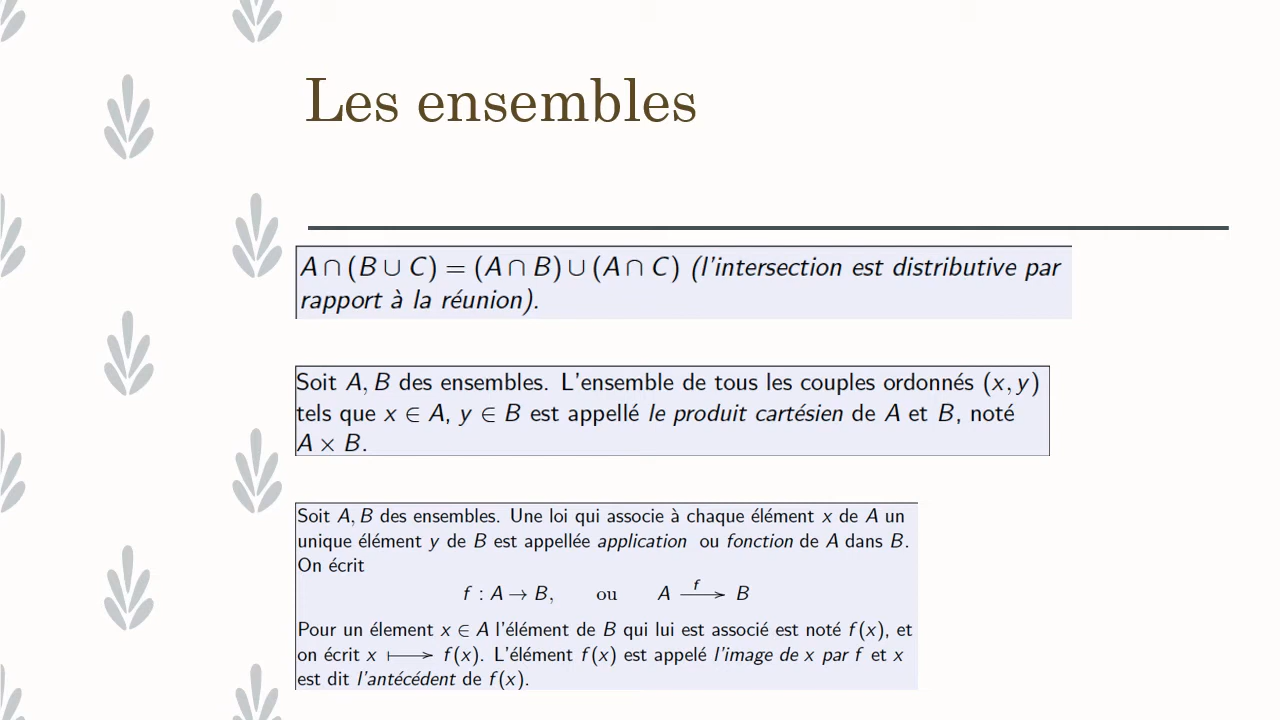 Les ensembles
A ∩ (B ∪ C) = (A ∩ B) ∪ (A ∩ C) (l'intersection est distributive par
rapport à la réunion).
Soit A, B des ensembles. L'ensemble de tous les couples ordonnés (x, y)
tels que x ∈ A, y ∈ B est appellé le produit cartésien de A et B, noté
A × B.
Soit A, B des ensembles. Une loi qui associe à chaque élément x de A un
unique élément y de B est appellée application ou fonction de A dans B.
On écrit
f : A → B, ou A —f→ B
Pour un élement x ∈ A l'élément de B qui lui est associé est noté f(x), et
on écrit x ⟼ f(x). L'élément f(x) est appelé l'image de x par f et x
est dit l'antécédent de f(x).